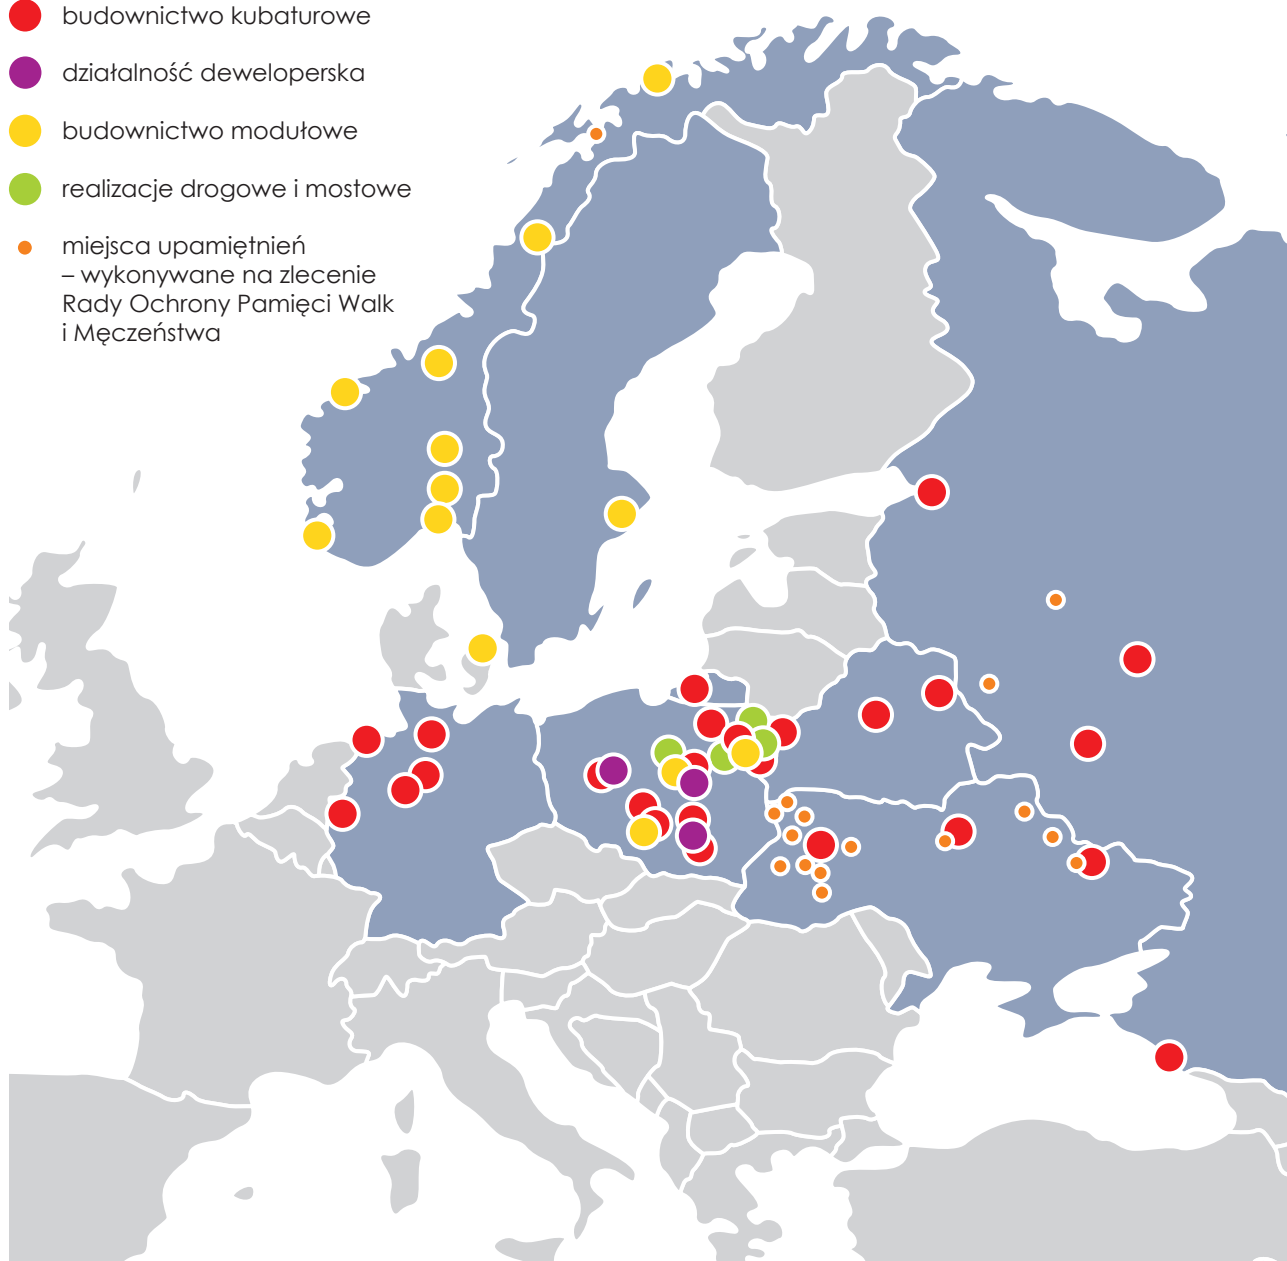 budownictwo kubaturowe
działalność deweloperska
budownictwo modułowe
realizacje drogowe i mostowe
miejsca upamiętnień
– wykonywane na zlecenie
Rady Ochrony Pamięci Walk
i Męczeństwa